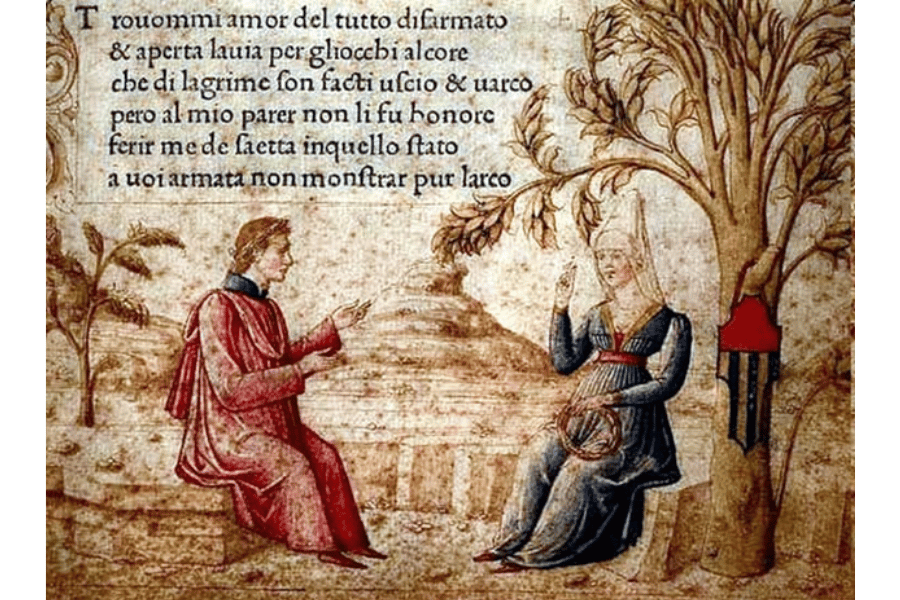 T rouommi amor del tutto disarmato
& aperta lauia per gliocchi alcore
che di lagrime son facti uscio & uarco
pero al mio parer non li fu honore
ferir me de saetta inquello stato
a uoi armata non monstrar pur larco